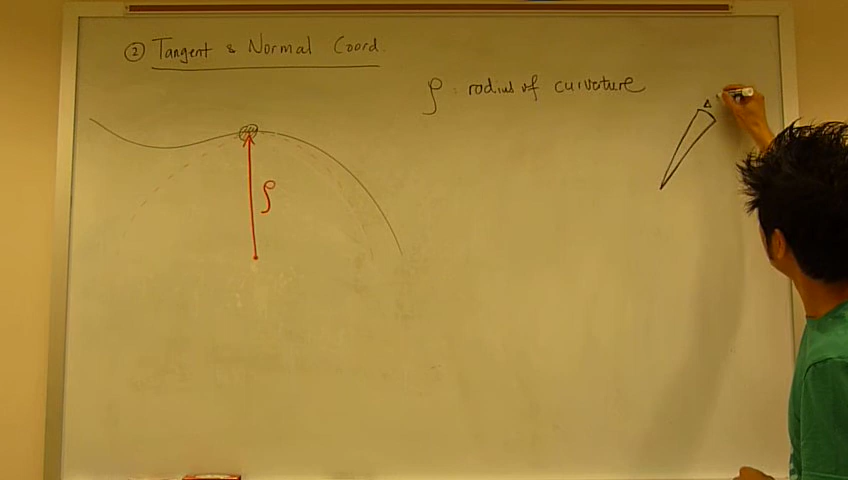 ② Tangent & Normal Coord.
ρ : radius of curvature
Δ
ρ